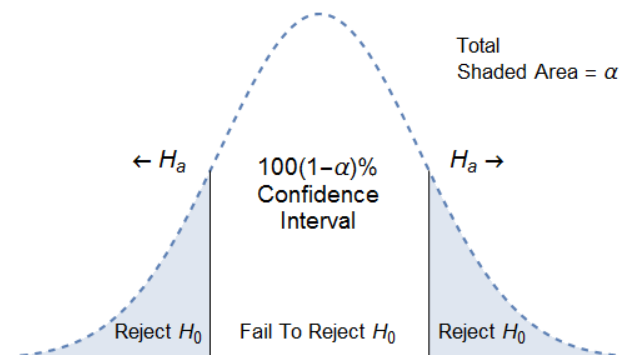 Total
Shaded Area = α
← Hₐ
100(1−α)%
Confidence
Interval
Hₐ →
Reject H₀
Fail To Reject H₀
Reject H₀